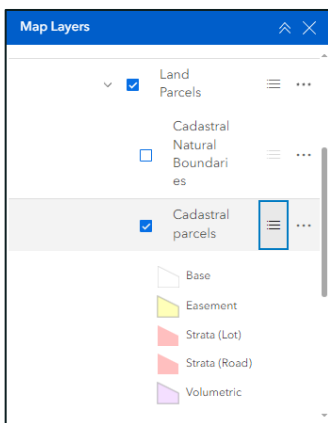 Map Layers
Land
Parcels
Cadastral
Natural
Boundari
es
Cadastral
parcels
Base
Easement
Strata (Lot)
Strata (Road)
Volumetric